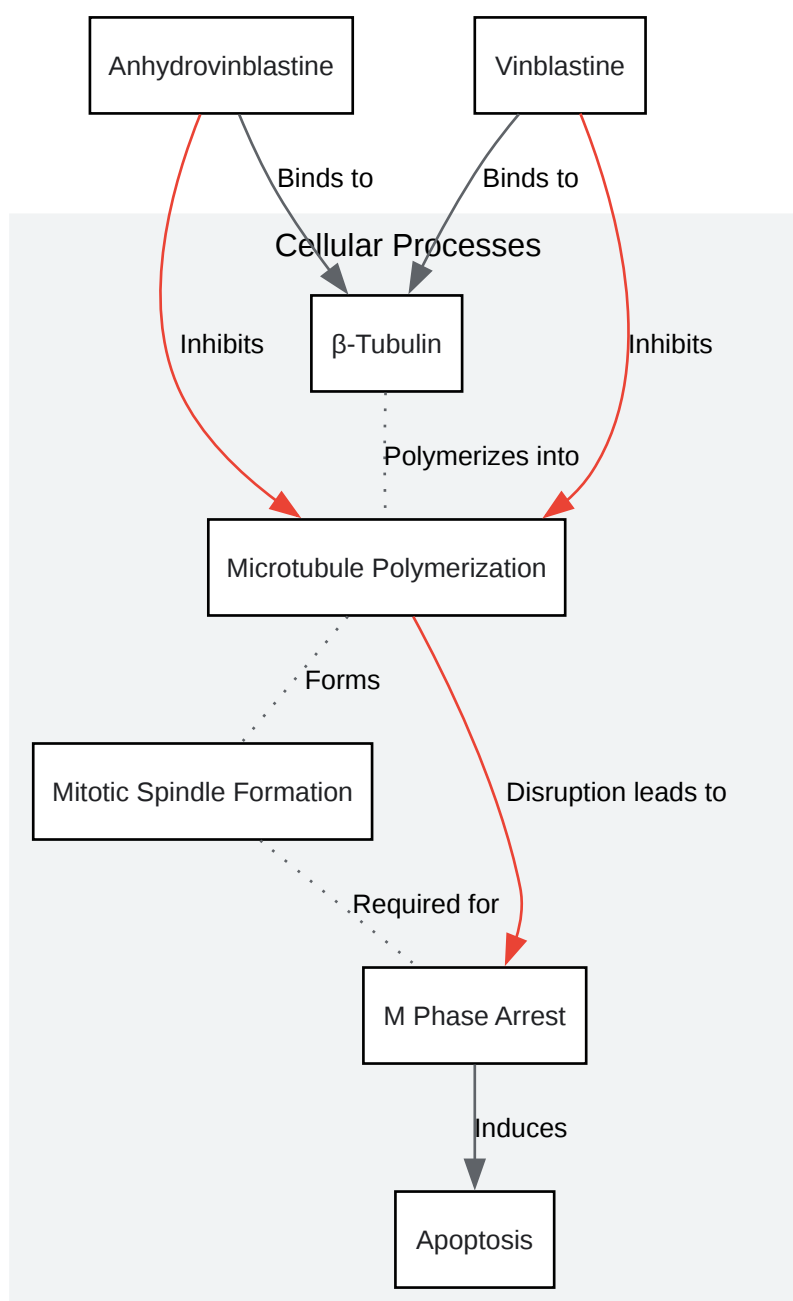 Anhydrovinblastine
Vinblastine
Binds to
Binds to
Cellular Processes
β-Tubulin
Inhibits
Inhibits
Polymerizes into
Microtubule Polymerization
Forms
Mitotic Spindle Formation
Disruption leads to
Required for
M Phase Arrest
Induces
Apoptosis